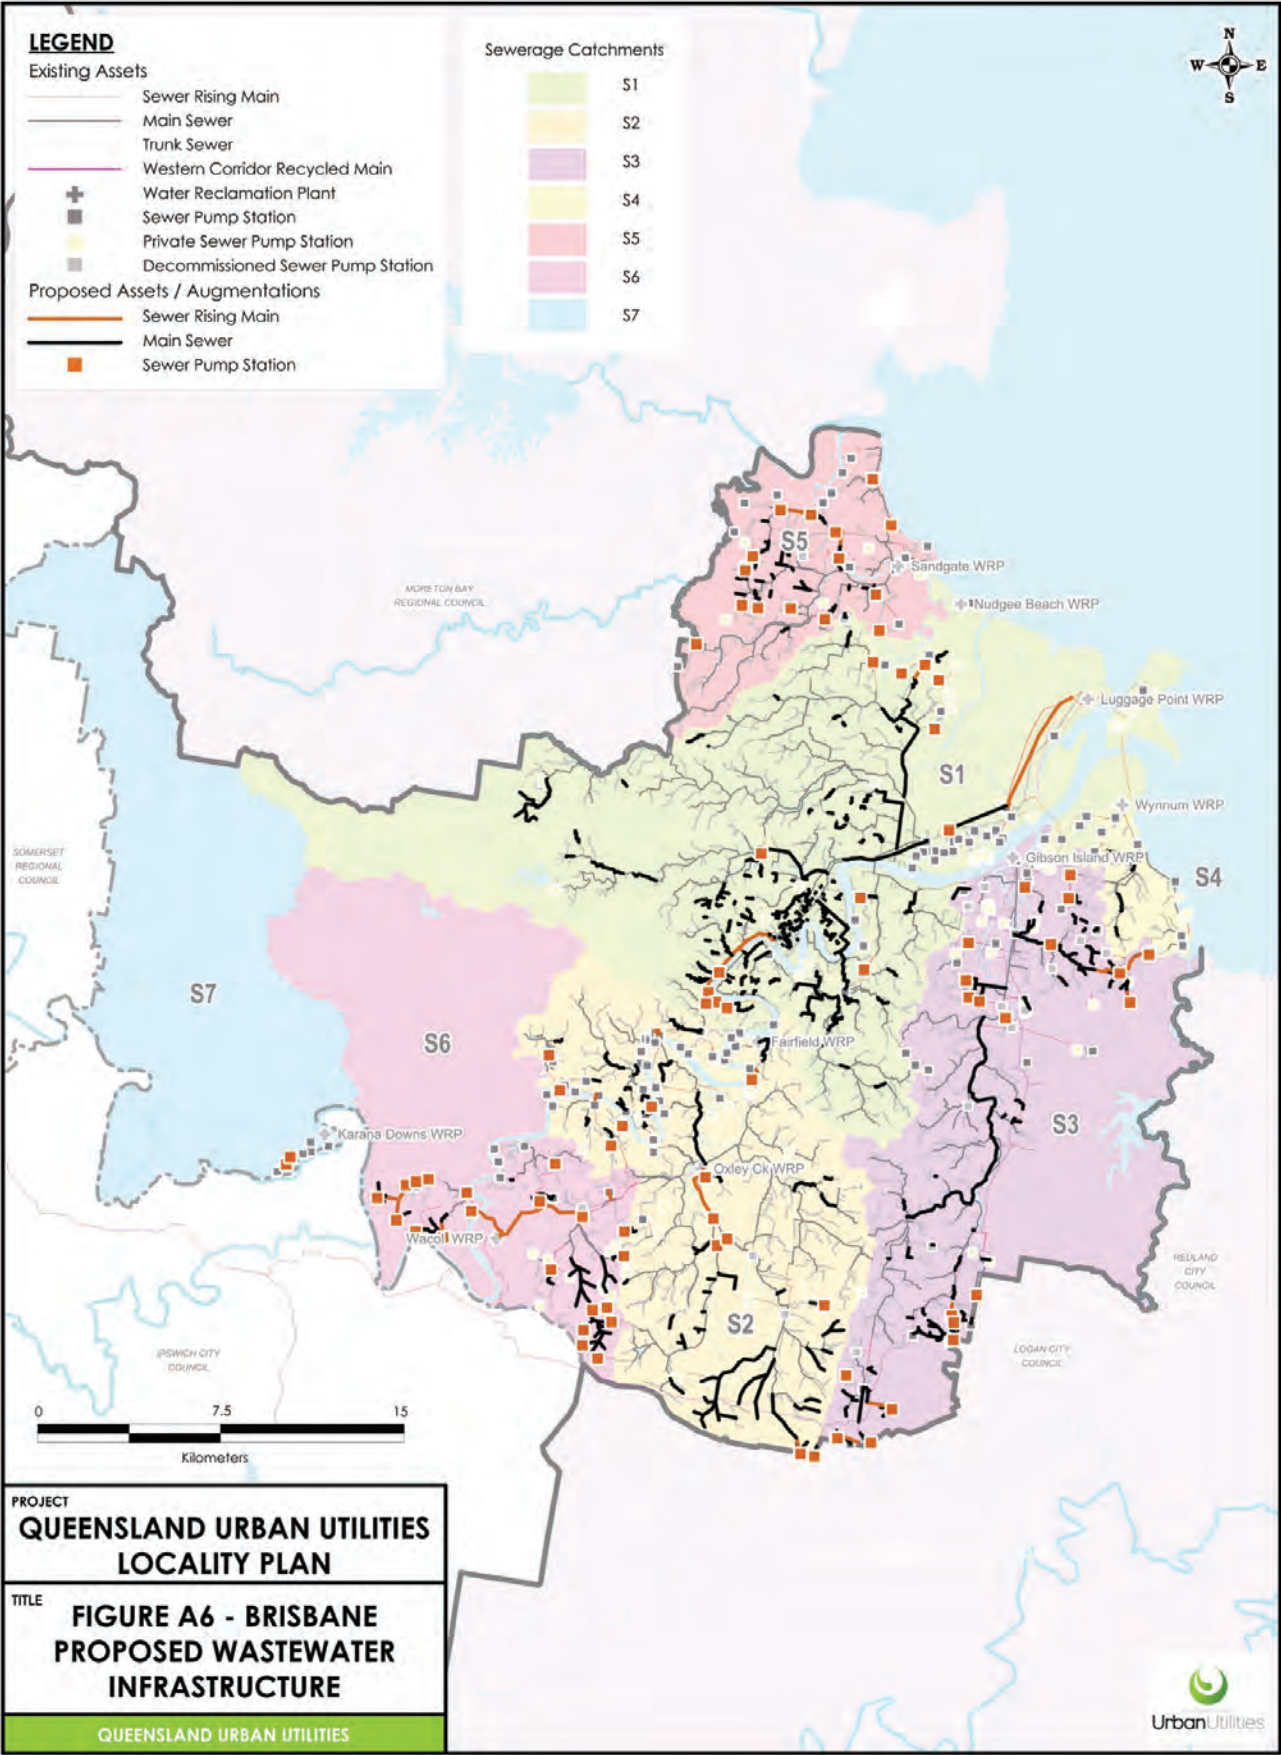 LEGEND
Existing Assets
Sewer Rising Main
Main Sewer
Trunk Sewer
Western Corridor Recycled Main
Water Reclamation Plant
Sewer Pump Station
Private Sewer Pump Station
Decommissioned Sewer Pump Station
Proposed Assets / Augmentations
Sewer Rising Main
Main Sewer
Sewer Pump Station
Sewerage Catchments
S1
S2
S3
S4
S5
S6
S7
N
W
E
S
S5
Sandgate WRP
MORETON BAY
REGIONAL COUNCIL
Nudgee Beach WRP
Luggage Point WRP
S1
Wynnum WRP
SOMERSET
REGIONAL
COUNCIL
Gibson Island WRP
S4
S7
S6
Fairfield WRP
S3
Karana Downs WRP
Oxley Ck WRP
Wacol WRP
REDLAND
CITY
COUNCIL
S2
IPSWICH CITY
COUNCIL
LOGAN CITY
COUNCIL
0
7.5
15
Kilometers
PROJECT
QUEENSLAND URBAN UTILITIES
LOCALITY PLAN
TITLE
FIGURE A6 - BRISBANE
PROPOSED WASTEWATER
INFRASTRUCTURE
QUEENSLAND URBAN UTILITIES
UrbanUtilities